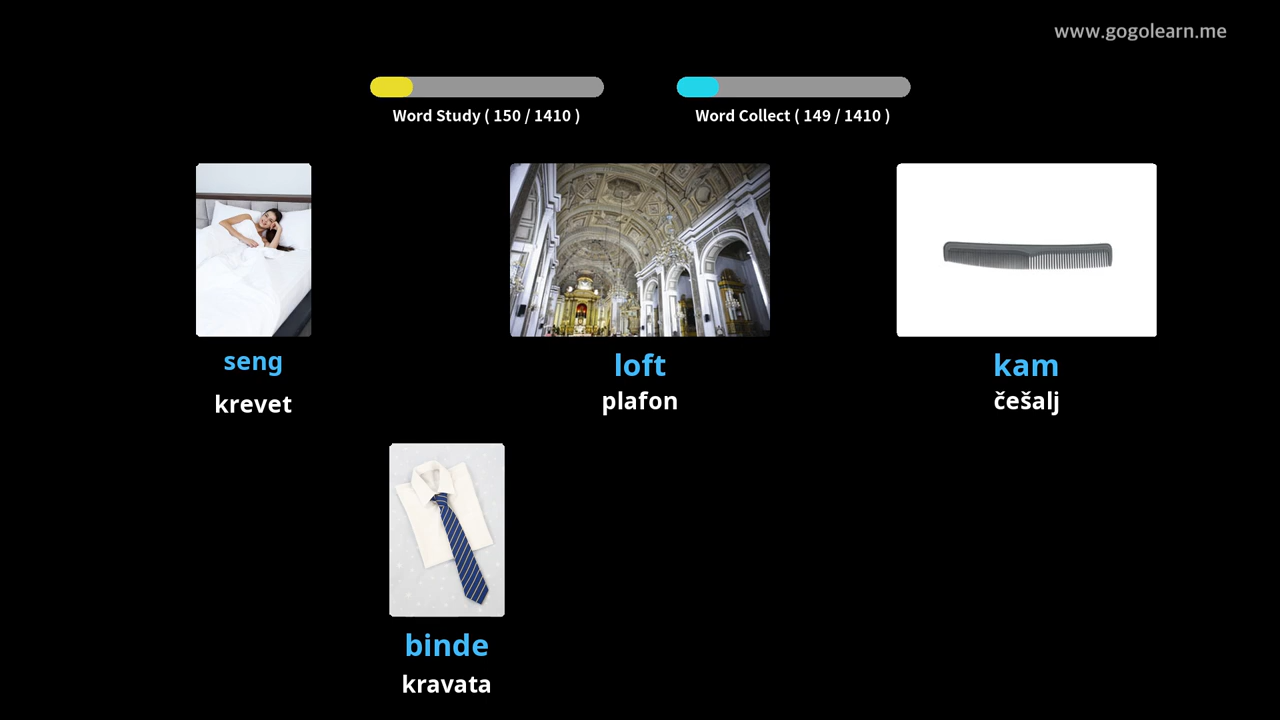 www.gogolearn.me
Word Study ( 150 / 1410 )
Word Collect ( 149 / 1410 )
seng
krevet
loft
plafon
kam
češalj
binde
kravata